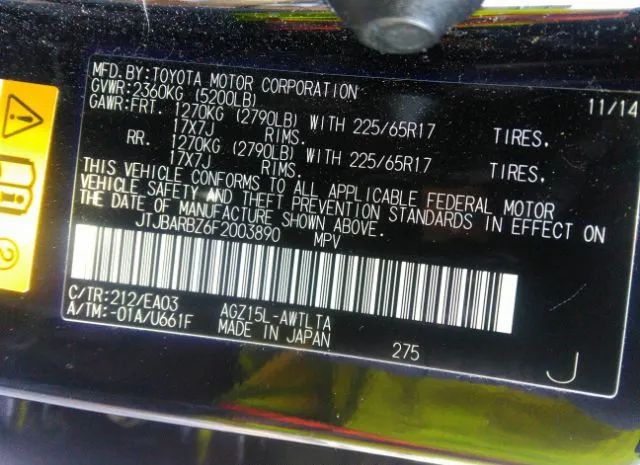 MFD.BY:TOYOTA MOTOR CORPORATION 11/14
GVWR:2360KG (5200LB)
GAWR:FRT. 1270KG (2790LB) WITH 225/65R17 TIRES,
17X7J RIMS.
RR. 1270KG (2790LB) WITH 225/65R17 TIRES,
17X7J RIMS.
THIS VEHICLE CONFORMS TO ALL APPLICABLE FEDERAL MOTOR
VEHICLE SAFETY AND THEFT PREVENTION STANDARDS IN EFFECT ON
THE DATE OF MANUFACTURE SHOWN ABOVE.
JTJBARBZ6F2003890 MPV
C/TR:212/EA03 AGZ15L-AWTLTA
A/TM:-01A/U661F MADE IN JAPAN
275 J
2